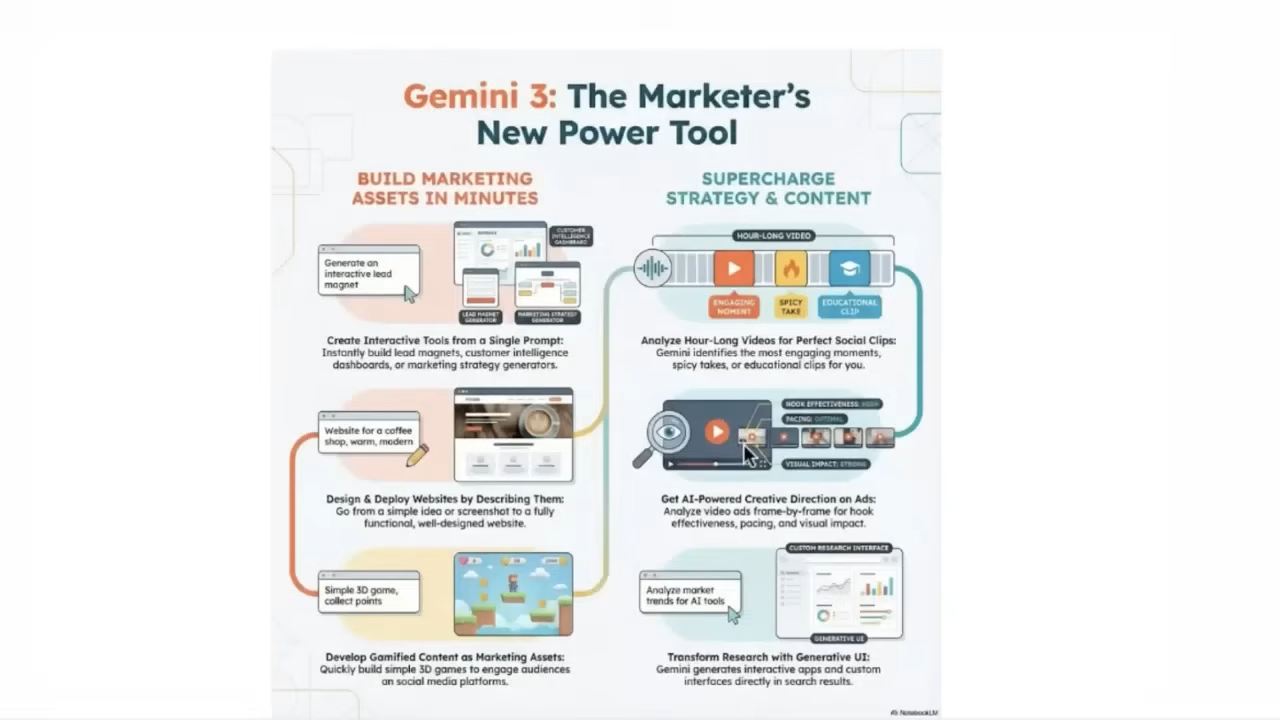 Gemini 3: The Marketer's
New Power Tool
BUILD MARKETING
ASSETS IN MINUTES
Generate an
interactive lead
magnet
CUSTOMER
INTELLIGENCE
DASHBOARD
LEAD MAGNET
GENERATOR
MARKETING STRATEGY
GENERATOR
Create Interactive Tools from a Single Prompt:
Instantly build lead magnets, customer intelligence
dashboards, or marketing strategy generators.
Website for a coffee
shop, warm, modern
Design & Deploy Websites by Describing Them:
Go from a simple idea or screenshot to a fully
functional, well-designed website.
Simple 3D game,
collect points
Develop Gamified Content as Marketing Assets:
Quickly build simple 3D games to engage audiences
on social media platforms.
SUPERCHARGE
STRATEGY & CONTENT
HOUR-LONG VIDEO
ENGAGING
MOMENT
SPICY
TAKE
EDUCATIONAL
CLIP
Analyze Hour-Long Videos for Perfect Social Clips:
Gemini identifies the most engaging moments,
spicy takes, or educational clips for you.
HOOK EFFECTIVENESS: HIGH
PACING: OPTIMAL
VISUAL IMPACT: STRONG
Get AI-Powered Creative Direction on Ads:
Analyze video ads frame-by-frame for hook
effectiveness, pacing, and visual impact.
Analyze market
trends for AI tools
CUSTOM RESEARCH INTERFACE
GENERATIVE UI
Transform Research with Generative UI:
Gemini generates interactive apps and custom
interfaces directly in search results.
NotebookLM